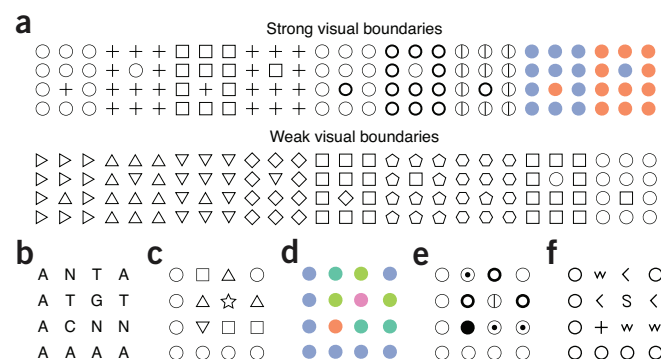 a
Strong visual boundaries
Weak visual boundaries
b
c
d
e
f
A N T A
A T G T
A C N N
A A A A
w <
< S <
+ w w